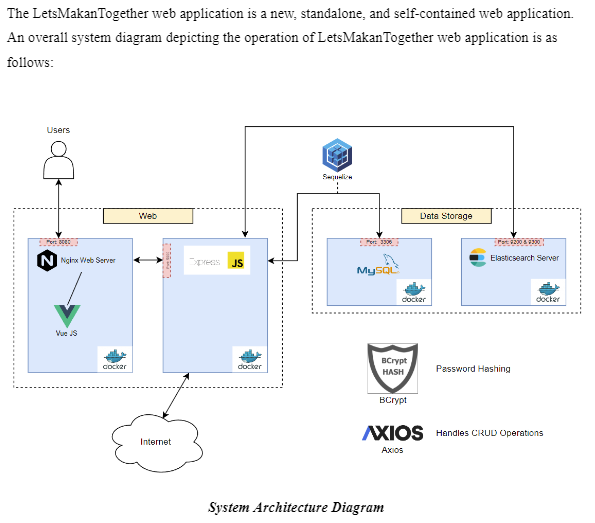 The LetsMakanTogether web application is a new, standalone, and self-contained web application.
An overall system diagram depicting the operation of LetsMakanTogether web application is as
follows:
Users
Sequelize
Web
Data Storage
Port: 8080
Port: 3306
Port: 9200 & 9300
N
Nginx Web Server
Express
JS
MySQL
Elasticsearch Server
docker
docker
Vue JS
docker
docker
BCrypt
HASH
Password Hashing
BCrypt
Internet
AXIOS
Handles CRUD Operations
Axios
System Architecture Diagram